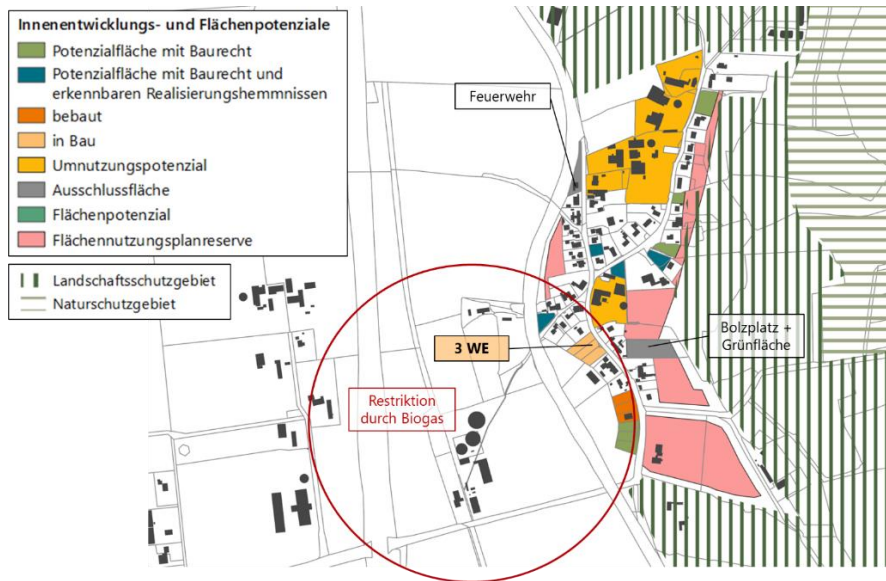 Innenentwicklungs- und Flächenpotenziale
Potenzialfläche mit Baurecht
Potenzialfläche mit Baurecht und
erkennbaren Realisierungshemmnissen
bebaut
in Bau
Umnutzungspotenzial
Ausschlussfläche
Flächenpotenzial
Flächennutzungsplanreserve
Landschaftsschutzgebiet
Naturschutzgebiet
Feuerwehr
3 WE
Bolzplatz +
Grünfläche
Restriktion
durch Biogas